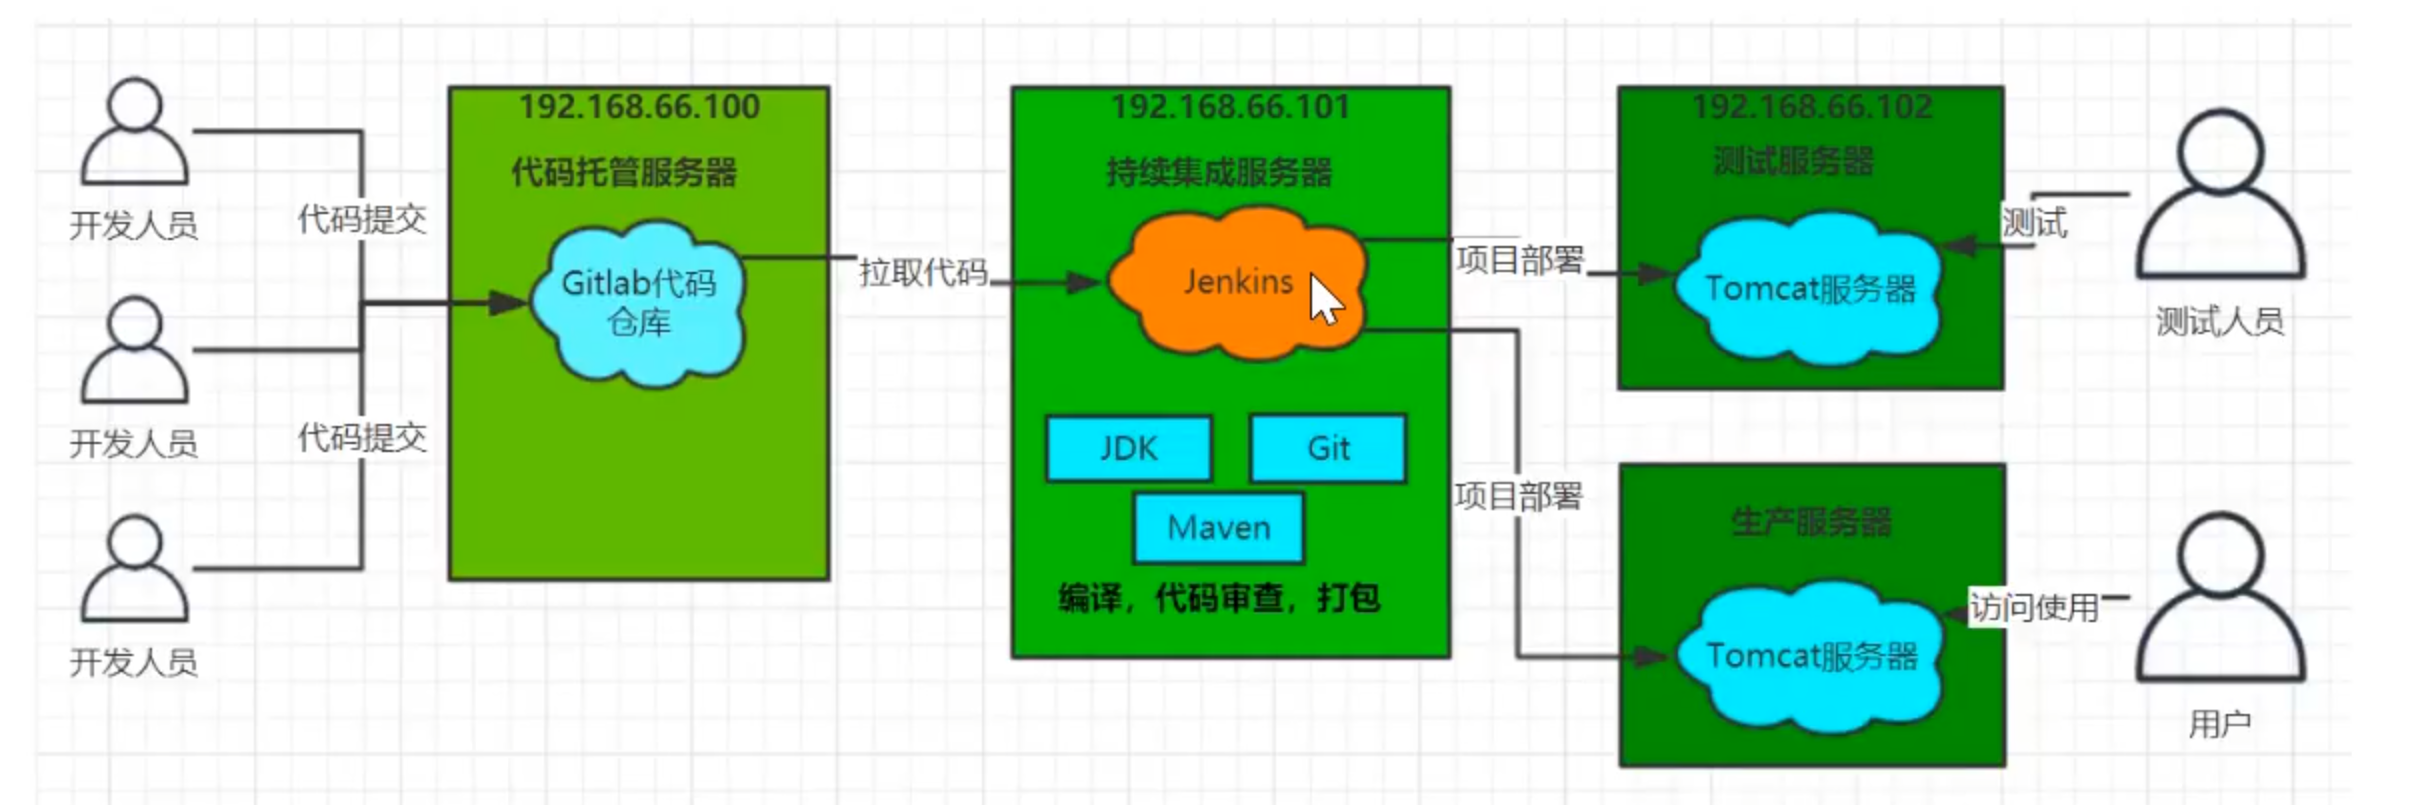 开发人员
开发人员
开发人员
代码提交
代码提交
192.168.66.100
代码托管服务器
Gitlab代码
仓库
拉取代码
192.168.66.101
持续集成服务器
Jenkins
JDK
Git
Maven
编译，代码审查，打包
项目部署
项目部署
192.168.66.102
测试服务器
Tomcat服务器
测试
测试人员
生产服务器
Tomcat服务器
访问使用
用户